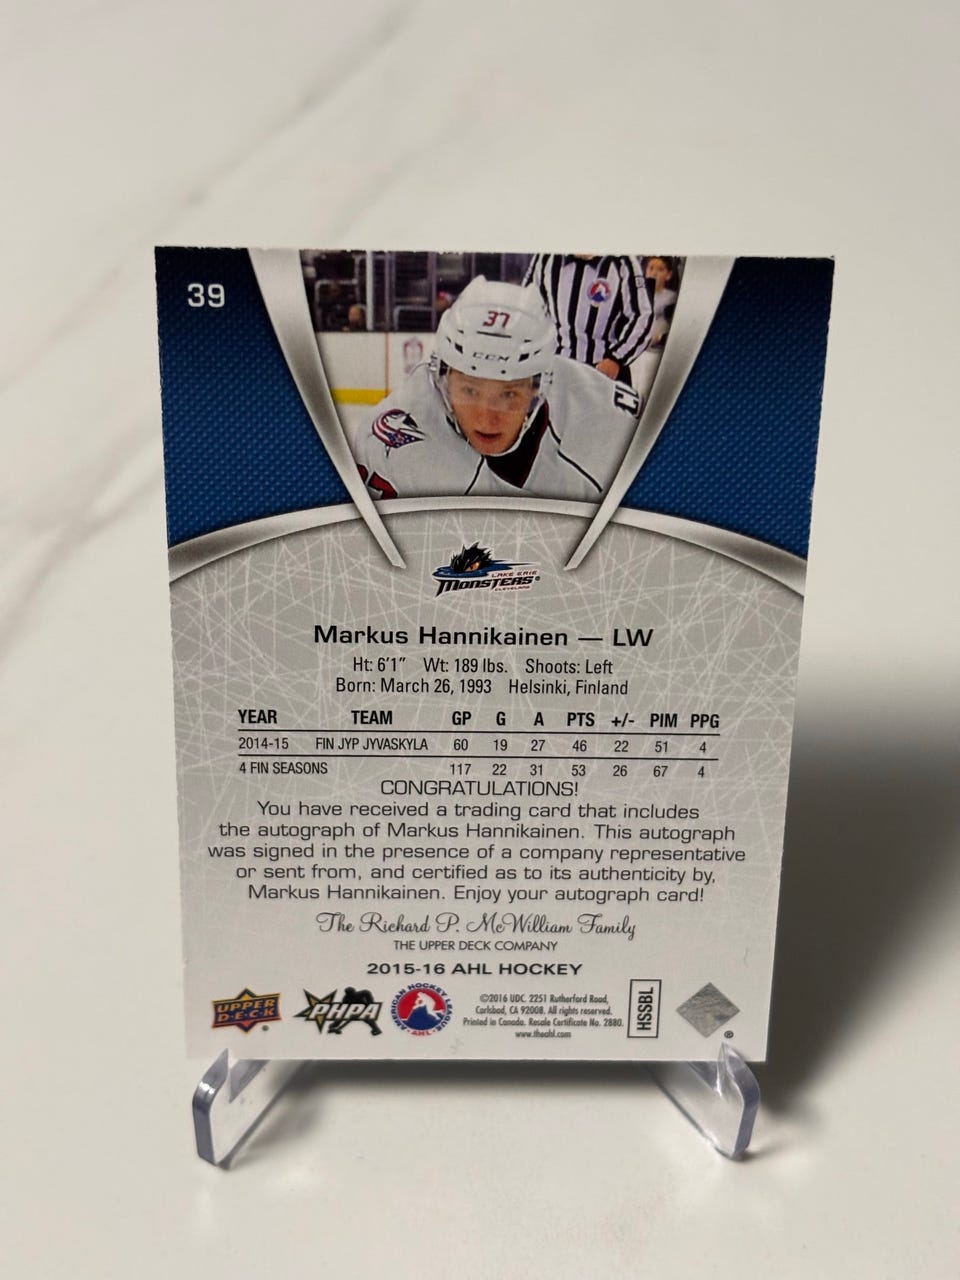 39
37
CCM
LAKE ERIE
MONSTERS
CLEVELAND
Markus Hannikainen — LW
Ht: 6'1" Wt: 189 lbs. Shoots: Left
Born: March 26, 1993 Helsinki, Finland
YEAR TEAM GP G A PTS +/- PIM PPG
2014-15 FIN JYP JYVASKYLA 60 19 27 46 22 51 4
4 FIN SEASONS 117 22 31 53 26 67 4
CONGRATULATIONS!
You have received a trading card that includes
the autograph of Markus Hannikainen. This autograph
was signed in the presence of a company representative
or sent from, and certified as to its authenticity by,
Markus Hannikainen. Enjoy your autograph card!
The Richard P. McWilliam Family
THE UPPER DECK COMPANY
2015-16 AHL HOCKEY
UPPER
DECK
PHPA
AMERICAN HOCKEY LEAGUE
AHL
©2016 UDC. 2251 Rutherford Road,
Carlsbad, CA 92008. All rights reserved.
Printed in Canada. Resale Certificate No. 2880.
www.theahl.com
HSSBL